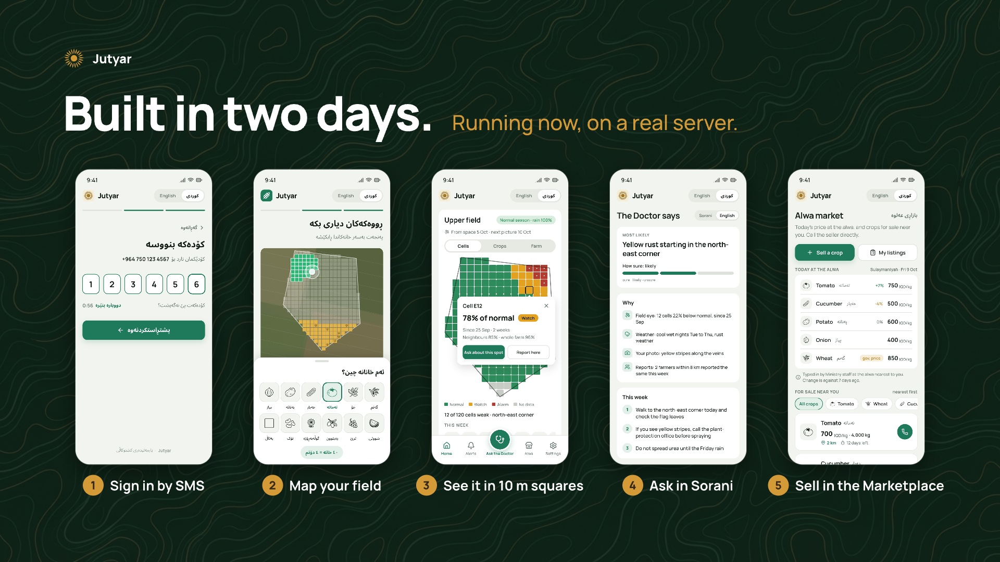 Jutyar
Built in two days. Running now, on a real server.
9:41
Jutyar
English کوردی
گەڕانەوە
کۆدەکە بنووسە
کۆدێکمان نارد بۆ +964 750 123 4567
1 2 3 4 5 6
کۆدەکەت پێ نەگەیشت؟ دووبارە بنێرە 0:56
پشتڕاستکردنەوە
یارمەتیدەری کشتوکاڵی · Jutyar
1 Sign in by SMS
9:41
Jutyar
English کوردی
ڕووەکەکان دیاری بکە
پەنجەت بەسەر خانەکاندا ڕابکێشە
ئەم خانانە چین؟
گەنم جۆ تەماتە خەیار پەتاتە پیاز
شووتی ترێ زەیتوون گوڵەبەڕۆژە نۆک بەتاڵ
٤٠ خانە = ٤ دۆنم
2 Map your field
9:41
Jutyar
English کوردی
Upper field Normal season · rain 100%
From space 5 Oct · next picture 10 Oct
Cells Crops Farm
Cell E12
78% of normal Watch
Since 25 Sep · 2 weeks
Neighbours 85% · whole farm 96%
Ask about this spot Report here
Normal Watch Alarm No data
12 of 120 cells weak · north-east corner
THIS WEEK
Home Alerts Ask the Doctor Alwa Settings
3 See it in 10 m squares
9:41
Jutyar
English کوردی
The Doctor says Sorani English
MOST LIKELY
Yellow rust starting in the north-
east corner
How sure: likely
sure · likely · unsure
Why
Field eye: 12 cells 22% below normal, since 25
Sep
Weather: cool wet nights Tue to Thu, rust
weather
Your photo: yellow stripes along the veins
Reports: 2 farmers within 8 km reported the
same this week
This week
1 Walk to the north-east corner today and
check the flag leaves
2 If you see yellow stripes, call the plant-
protection office before spraying
3 Do not spread urea until the Friday rain
4 Ask in Sorani
9:41
Jutyar
English کوردی
Alwa market بازاڕی عەلوە
Today's price at the alwa, and crops for sale near
you. Call the seller directly.
+ Sell a crop My listings
TODAY AT THE ALWA Sulaymaniyah · Fri 9 Oct
Tomato تەماتە +7% 750 IQD/kg
Cucumber خەیار -4% 500 IQD/kg
Potato پەتاتە 0% 600 IQD/kg
Onion پیاز 400 IQD/kg
Wheat گەنم gov. price 850 IQD/kg
Typed in by Ministry staff at the alwa nearest to you.
Change is against 7 days ago.
FOR SALE NEAR YOU nearest first
All crops Tomato Wheat Cucu
Tomato تەماتە
700 IQD/kg · 4,000 kg
2 km 12 days left
Cucumber خەیار
5 Sell in the Marketplace